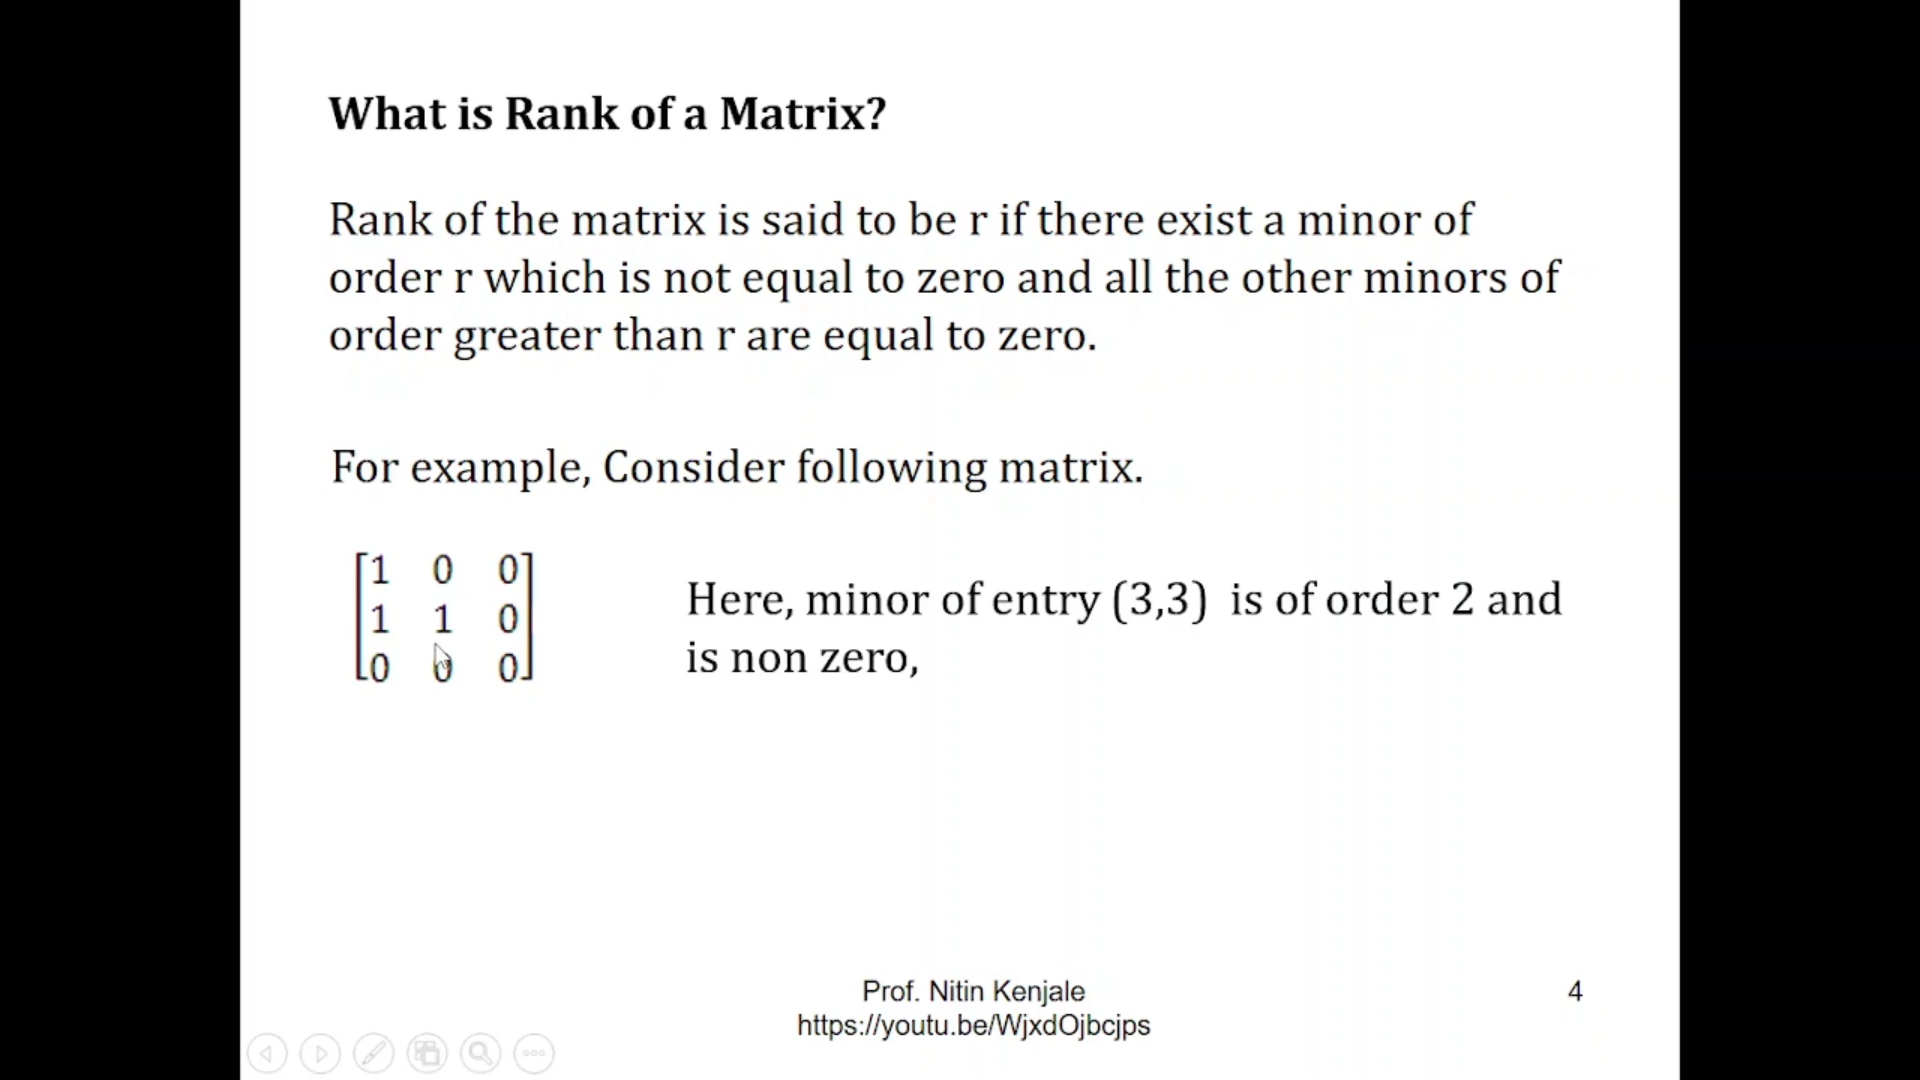 What is Rank of a Matrix?
Rank of the matrix is said to be r if there exist a minor of
order r which is not equal to zero and all the other minors of
order greater than r are equal to zero.
For example, Consider following matrix.
1 0 0
1 1 0
0 0 0
Here, minor of entry (3,3) is of order 2 and
is non zero,
Prof. Nitin Kenjale
https://youtu.be/WjxdOjbcjps
4